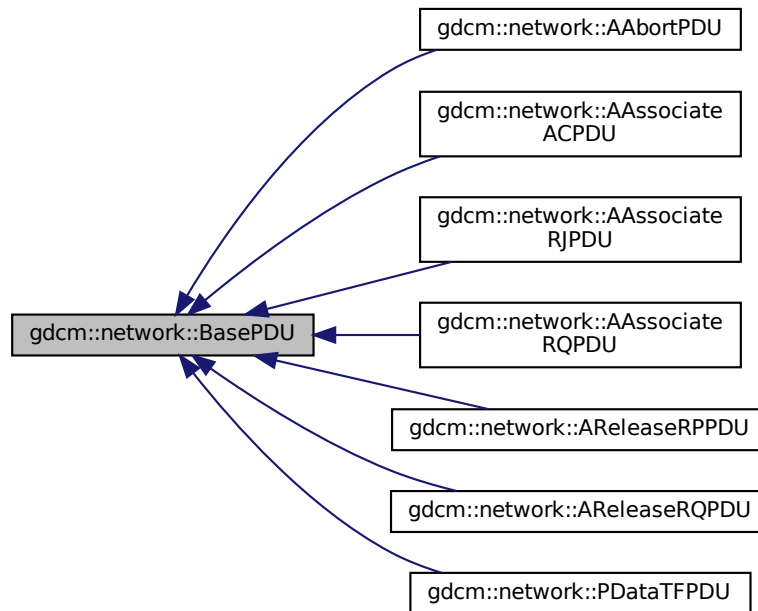 gdcm::network::AAbortPDU
gdcm::network::AAssociate
ACPDU
gdcm::network::AAssociate
RJPDU
gdcm::network::BasePDU
gdcm::network::AAssociate
RQPDU
gdcm::network::AReleaseRPPDU
gdcm::network::AReleaseRQPDU
gdcm::network::PDataTFPDU